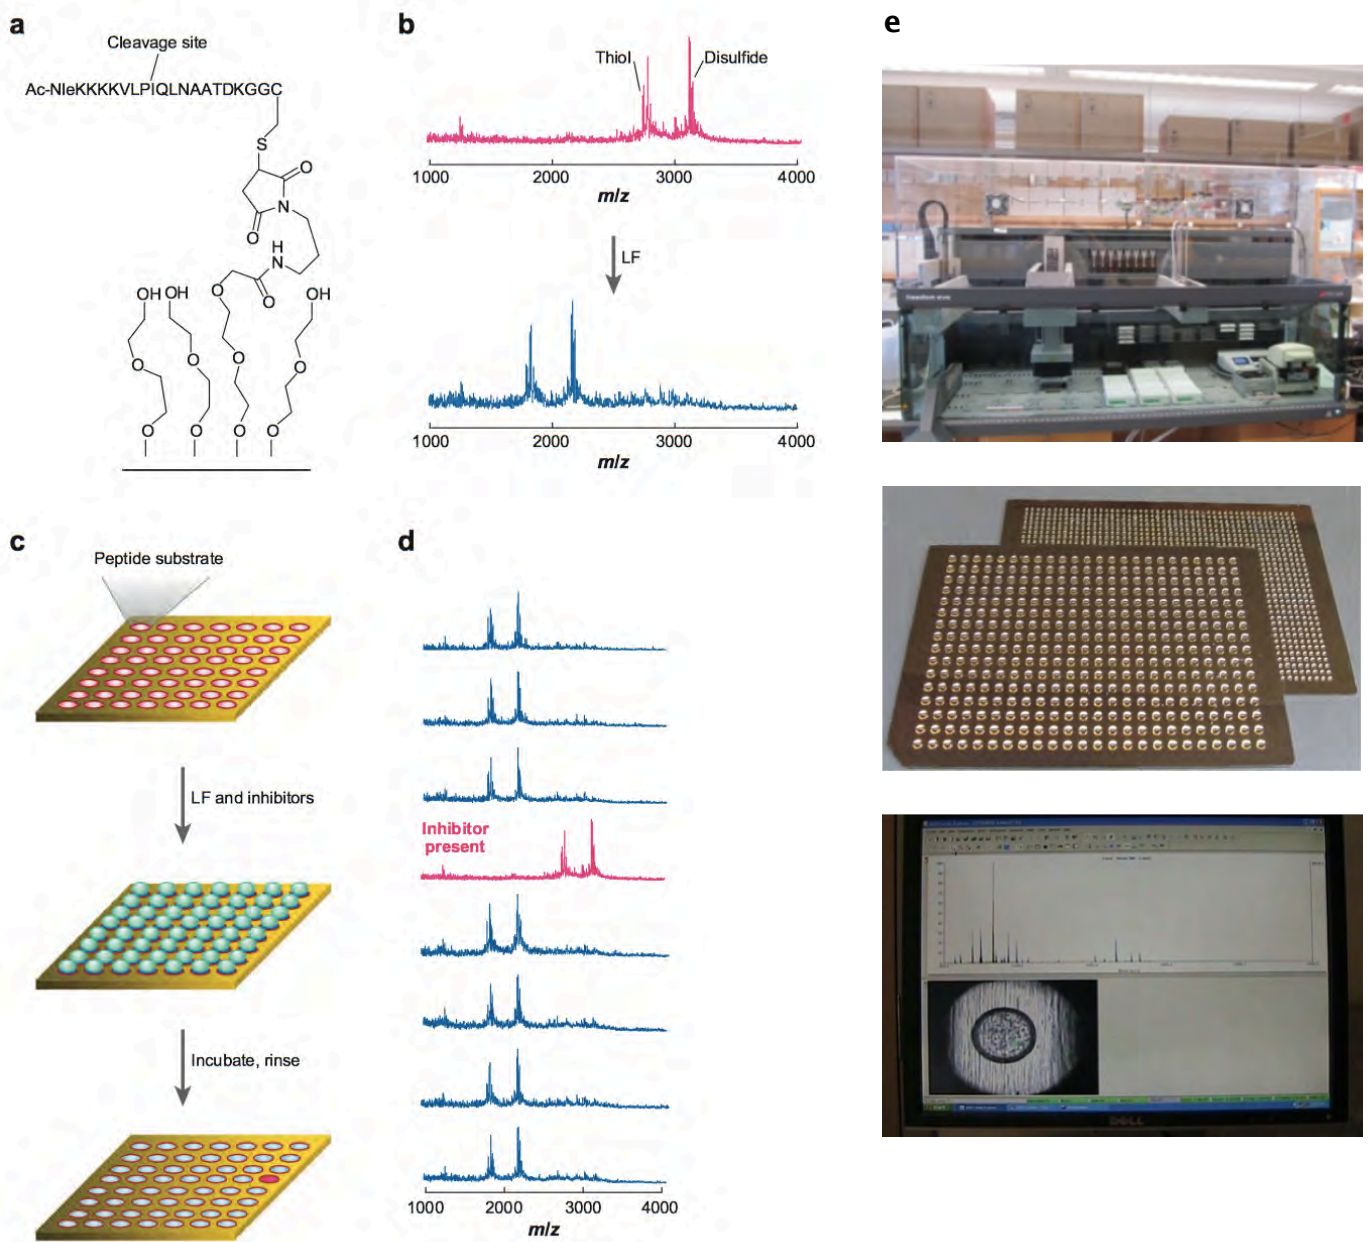 a
Cleavage site
Ac-NleKKKKVLPIQLNAATDKGGC
S
O
N
O
H
N
O
O
OH
OH
OH
O
O
O
O
O
O
O
O
b
Thiol
Disulfide
1000 2000 3000 4000
m/z
LF
1000 2000 3000 4000
m/z
c
Peptide substrate
LF and inhibitors
Incubate, rinse
d
Inhibitor
present
1000 2000 3000 4000
m/z
e
DELL